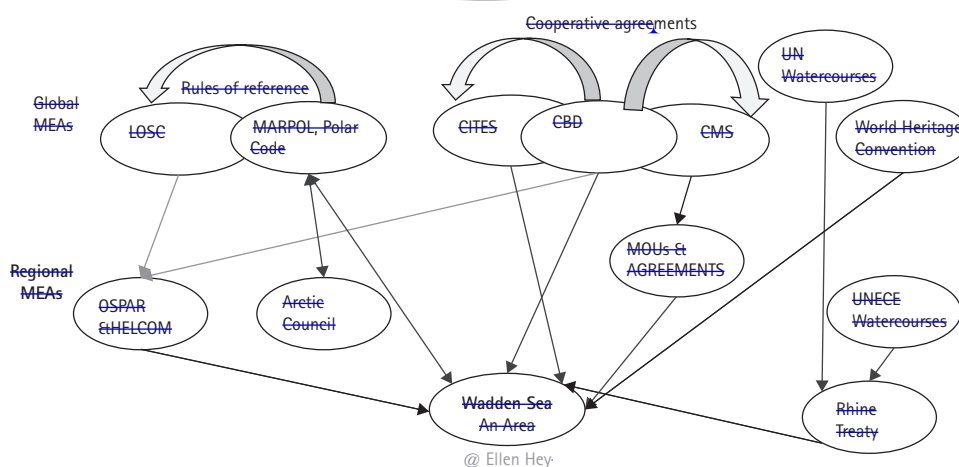 Cooperative agreements
UN
Watercourses
Rules of reference
Global
MEAs
LOSC
MARPOL, Polar
Code
CITES
CBD
CMS
World Heritage
Convention
Regional
MEAs
MOUs &
AGREEMENTS
OSPAR
&HELCOM
Arctic
Council
UNECE
Watercourses
Wadden Sea
An Area
Rhine
Treaty
@ Ellen Hey.